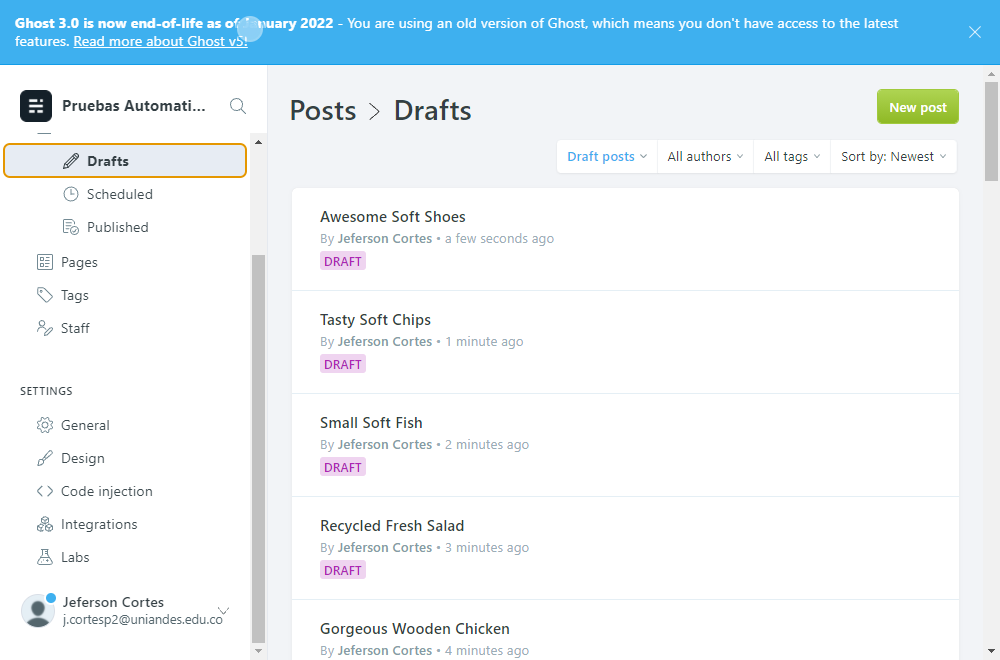 Ghost 3.0 is now end-of-life as of January 2022 - You are using an old version of Ghost, which means you don't have access to the latest
features. Read more about Ghost v5!
Pruebas Automati...
Drafts
Scheduled
Published
Pages
Tags
Staff
SETTINGS
General
Design
Code injection
Integrations
Labs
Jeferson Cortes
j.cortesp2@uniandes.edu.co
Posts > Drafts
New post
Draft posts
All authors
All tags
Sort by: Newest
Awesome Soft Shoes
By Jeferson Cortes • a few seconds ago
DRAFT
Tasty Soft Chips
By Jeferson Cortes • 1 minute ago
DRAFT
Small Soft Fish
By Jeferson Cortes • 2 minutes ago
DRAFT
Recycled Fresh Salad
By Jeferson Cortes • 3 minutes ago
DRAFT
Gorgeous Wooden Chicken
By Jeferson Cortes • 4 minutes ago